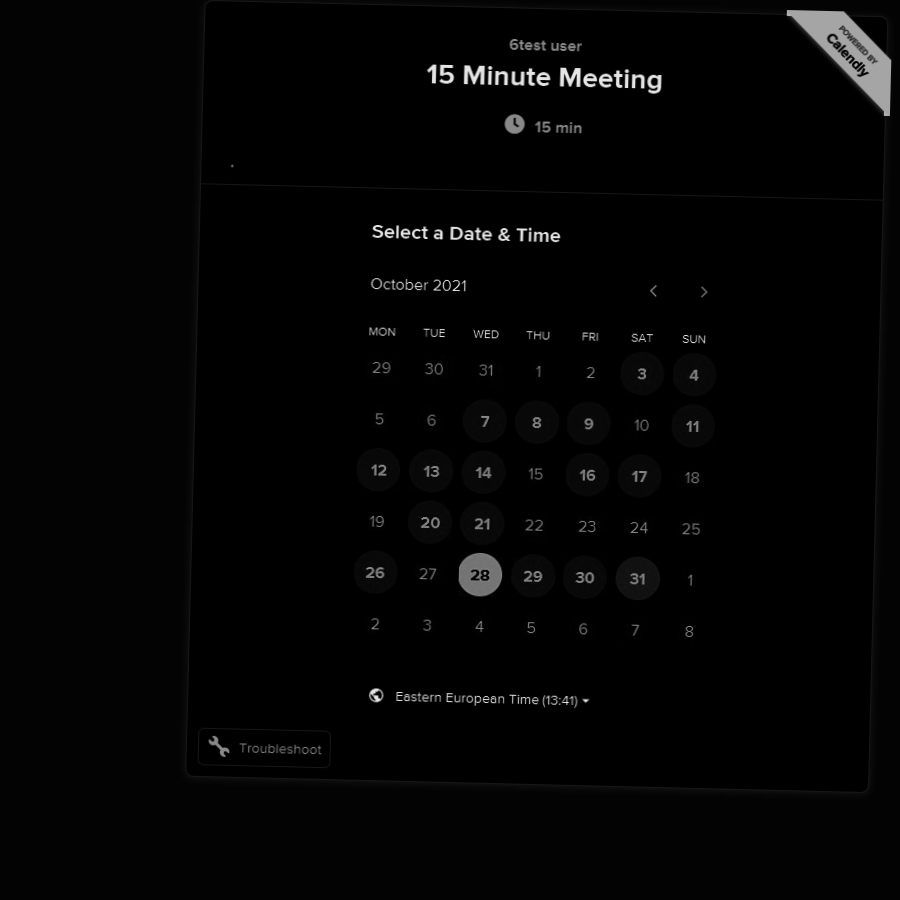 6test user
15 Minute Meeting
15 min
POWERED BY
Calendly
.
Select a Date & Time
October 2021
MON TUE WED THU FRI SAT SUN
29 30 31 1 2 3 4
5 6 7 8 9 10 11
12 13 14 15 16 17 18
19 20 21 22 23 24 25
26 27 28 29 30 31 1
2 3 4 5 6 7 8
Eastern European Time (13:41)
Troubleshoot